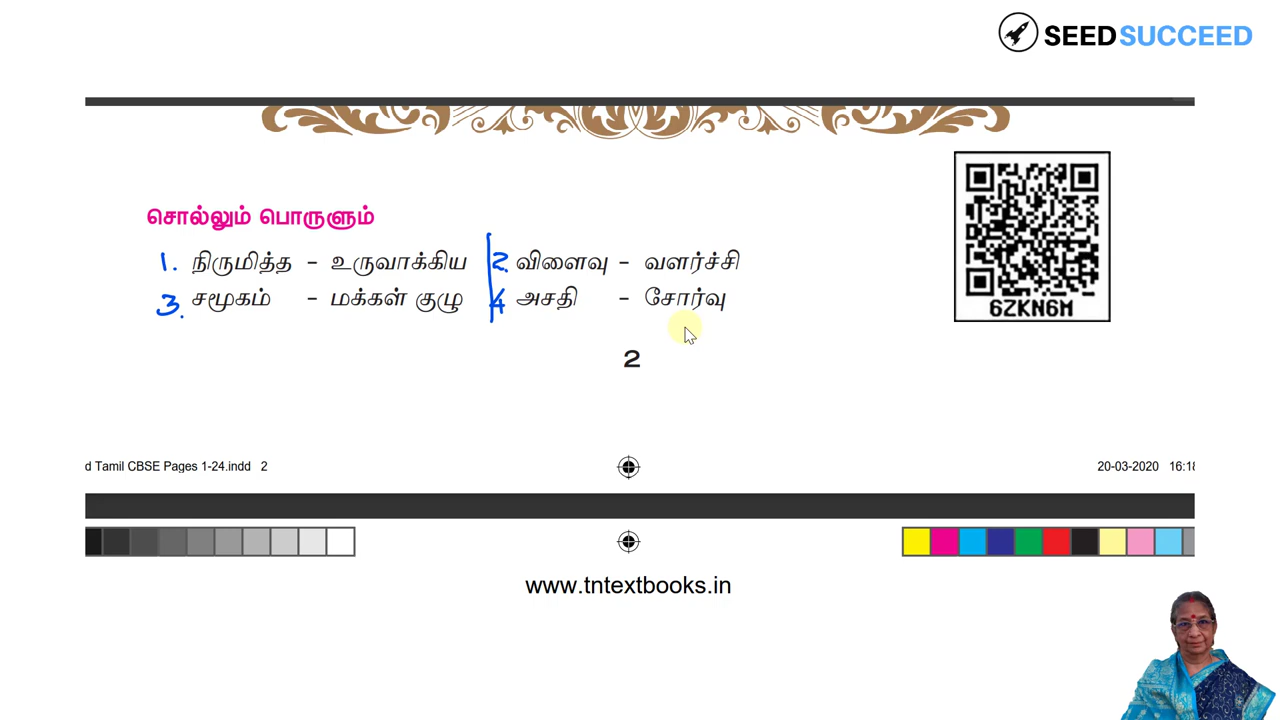 SEEDSUCCEED
சொல்லும் பொருளும்
1. நிருமித்த - உருவாக்கிய 2. விளைவு - வளர்ச்சி
3. சமூகம் - மக்கள் குழு 4 அசதி - சோர்வு
6ZKN6M
2
d Tamil CBSE Pages 1-24.indd 2
20-03-2020 16:18
www.tntextbooks.in